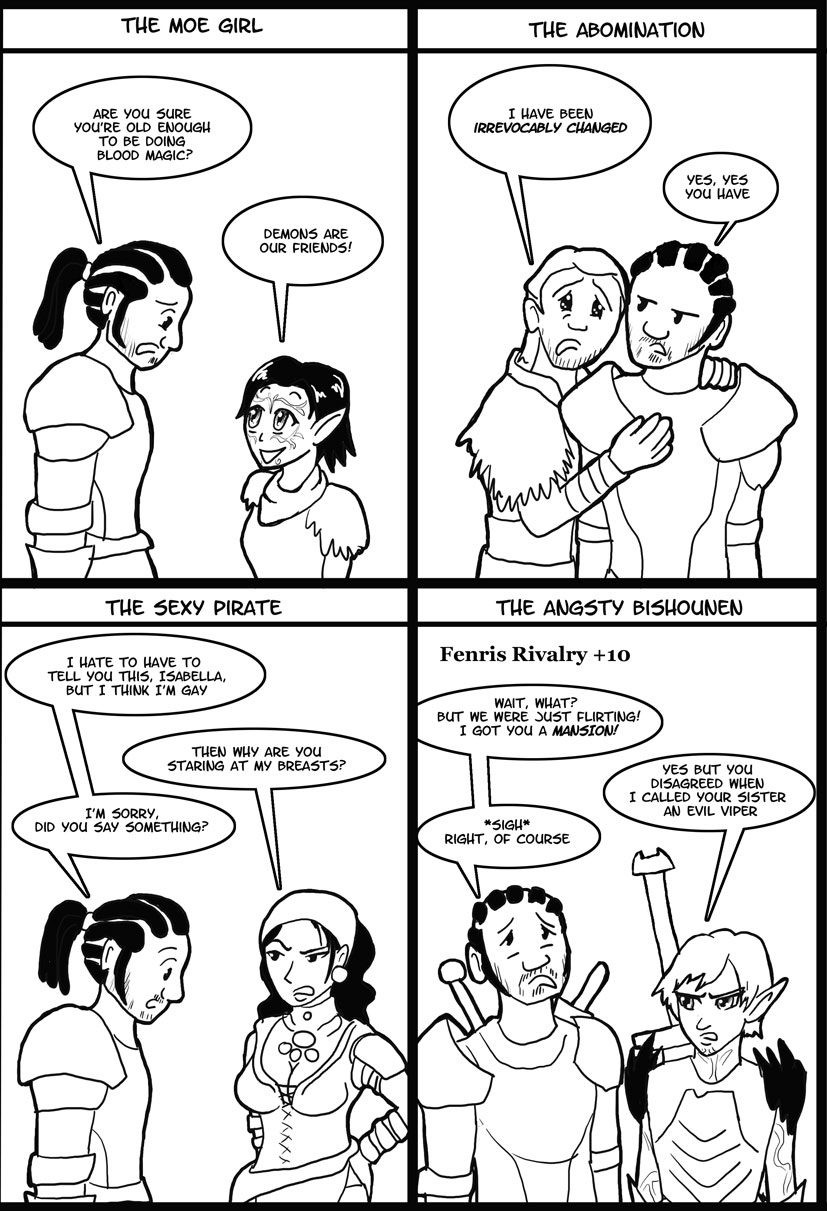 THE MOE GIRL
ARE YOU SURE
YOU'RE OLD ENOUGH
TO BE DOING
BLOOD MAGIC?
DEMONS ARE
OUR FRIENDS!
THE ABOMINATION
I HAVE BEEN
IRREVOCABLY CHANGED
YES, YES
YOU HAVE
THE SEXY PIRATE
I HATE TO HAVE TO
TELL YOU THIS, ISABELLA,
BUT I THINK I'M GAY
THEN WHY ARE YOU
STARING AT MY BREASTS?
I'M SORRY,
DID YOU SAY SOMETHING?
THE ANGSTY BISHOUNEN
Fenris Rivalry +10
WAIT, WHAT?
BUT WE WERE JUST FLIRTING!
I GOT YOU A MANSION!
YES BUT YOU
DISAGREED WHEN
I CALLED YOUR SISTER
AN EVIL VIPER
*SIGH*
RIGHT, OF COURSE